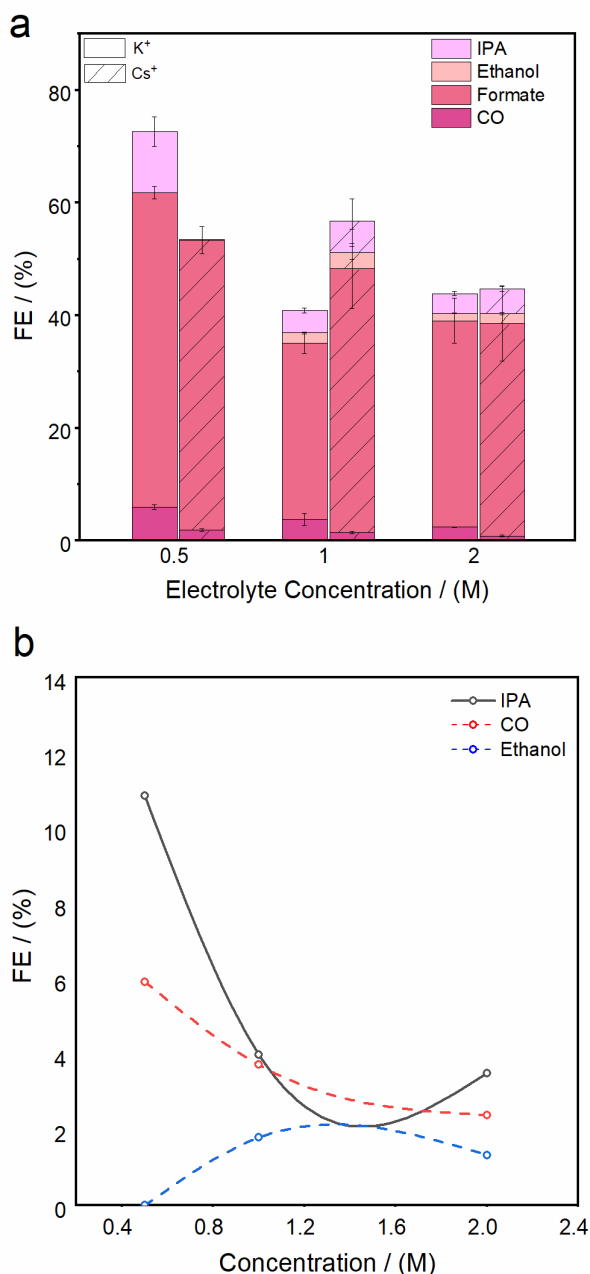 a
K⁺
Cs⁺
IPA
Ethanol
Formate
CO
80
60
40
20
0
FE / (%)
0.5 1 2
Electrolyte Concentration / (M)
b
14
12
10
8
6
4
2
0
FE / (%)
IPA
CO
Ethanol
0.4 0.8 1.2 1.6 2.0 2.4
Concentration / (M)